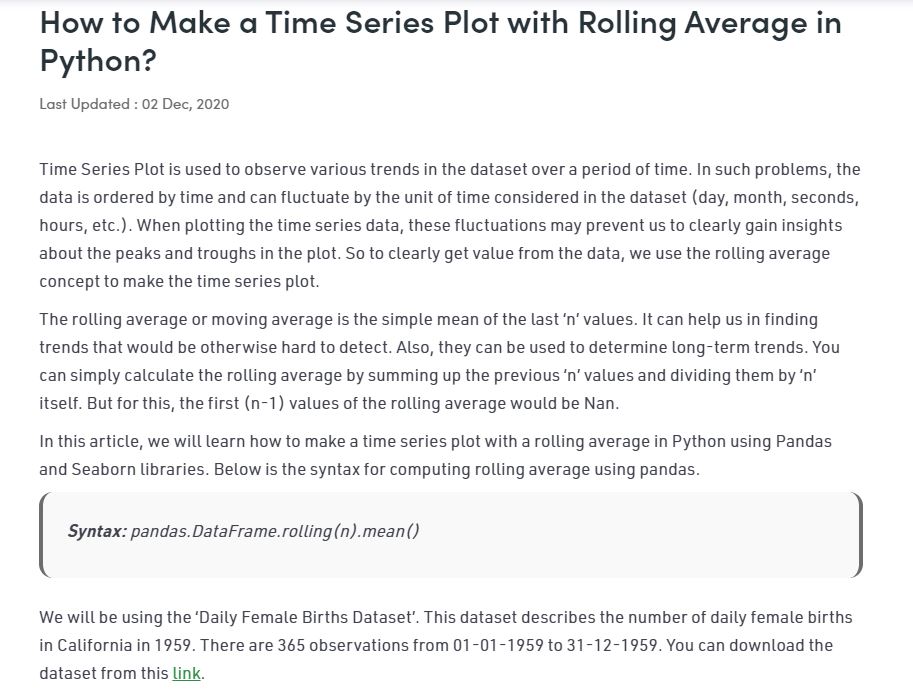 How to Make a Time Series Plot with Rolling Average in
Python?
Last Updated : 02 Dec, 2020
Time Series Plot is used to observe various trends in the dataset over a period of time. In such problems, the
data is ordered by time and can fluctuate by the unit of time considered in the dataset (day, month, seconds,
hours, etc.). When plotting the time series data, these fluctuations may prevent us to clearly gain insights
about the peaks and troughs in the plot. So to clearly get value from the data, we use the rolling average
concept to make the time series plot.
The rolling average or moving average is the simple mean of the last ‘n’ values. It can help us in finding
trends that would be otherwise hard to detect. Also, they can be used to determine long-term trends. You
can simply calculate the rolling average by summing up the previous ‘n’ values and dividing them by ‘n’
itself. But for this, the first (n-1) values of the rolling average would be Nan.
In this article, we will learn how to make a time series plot with a rolling average in Python using Pandas
and Seaborn libraries. Below is the syntax for computing rolling average using pandas.
Syntax: pandas.DataFrame.rolling(n).mean()
We will be using the ‘Daily Female Births Dataset’. This dataset describes the number of daily female births
in California in 1959. There are 365 observations from 01-01-1959 to 31-12-1959. You can download the
dataset from this link.